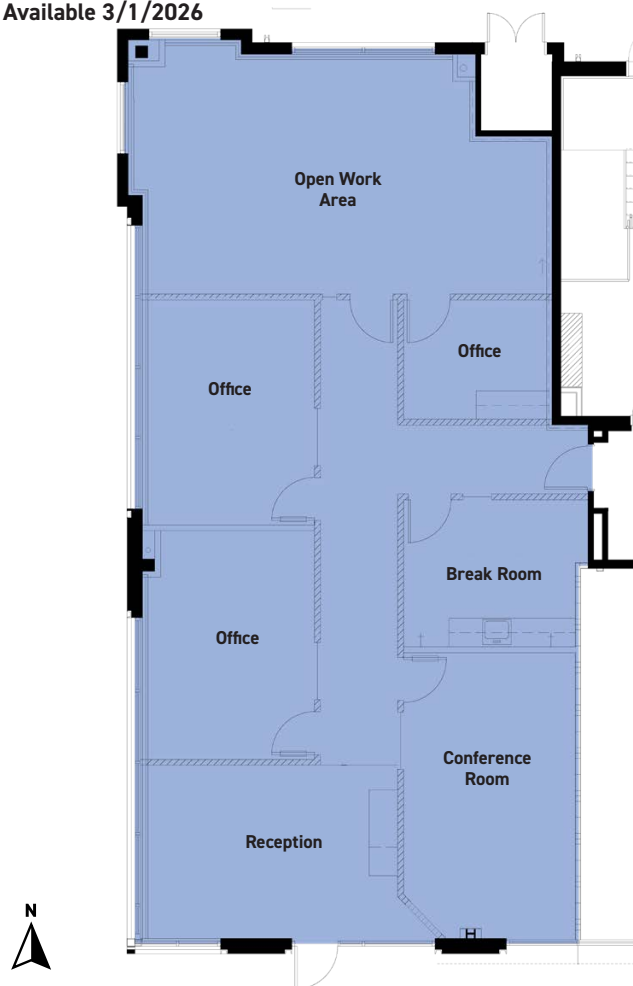 Available 3/1/2026
Open Work
Area
Office
Office
Break Room
Office
Conference
Room
Reception
N
H